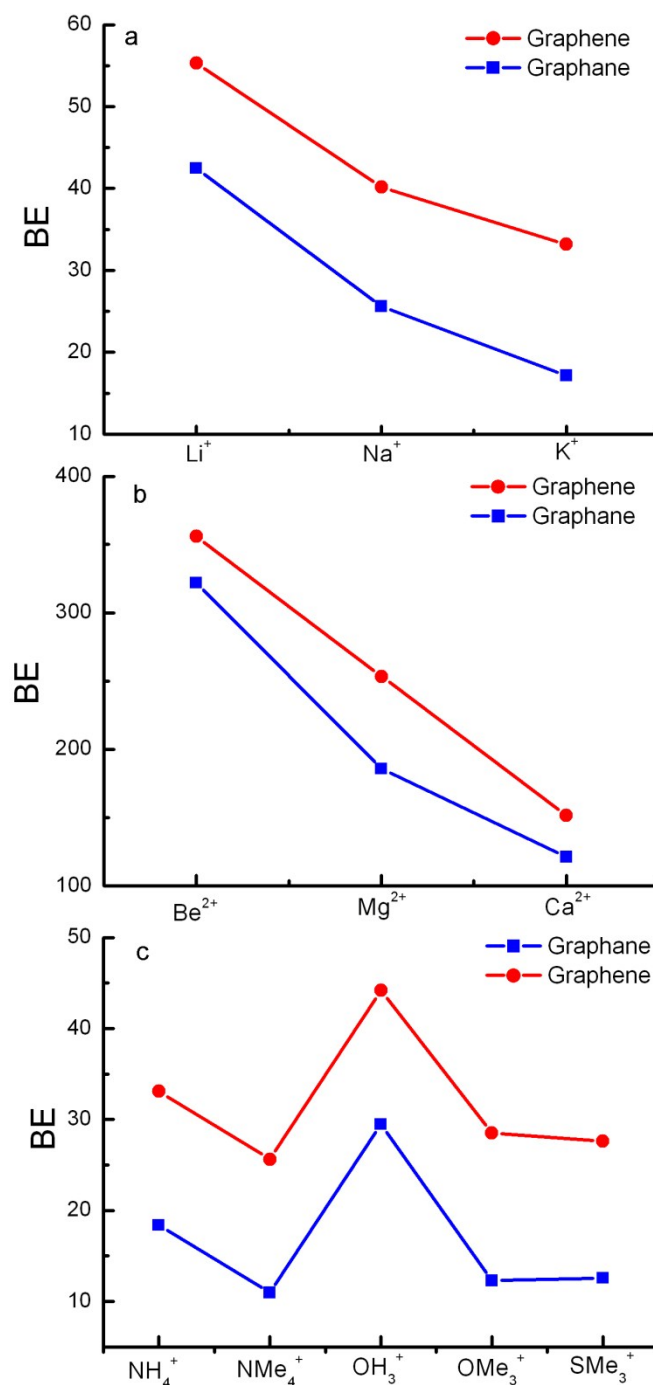 a
Graphene
Graphane
60
50
40
30
20
10
BE
Li⁺ Na⁺ K⁺
b
Graphene
Graphane
400
300
200
100
BE
Be²⁺ Mg²⁺ Ca²⁺
c
Graphane
Graphene
50
40
30
20
10
BE
NH₄⁺ NMe₄⁺ OH₃⁺ OMe₃⁺ SMe₃⁺